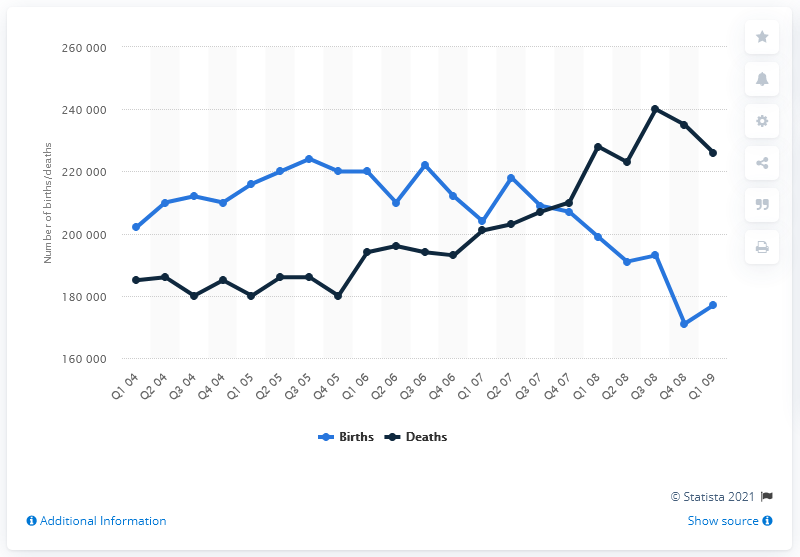 260 000
240 000
220 000
200 000
180 000
160 000
Number of births/deaths
Q1 04
Q2 04
Q3 04
Q4 04
Q1 05
Q2 05
Q3 05
Q4 05
Q1 06
Q2 06
Q3 06
Q4 06
Q1 07
Q2 07
Q3 07
Q4 07
Q1 08
Q2 08
Q3 08
Q4 08
Q1 09
Births Deaths
© Statista 2021
Additional Information
Show source